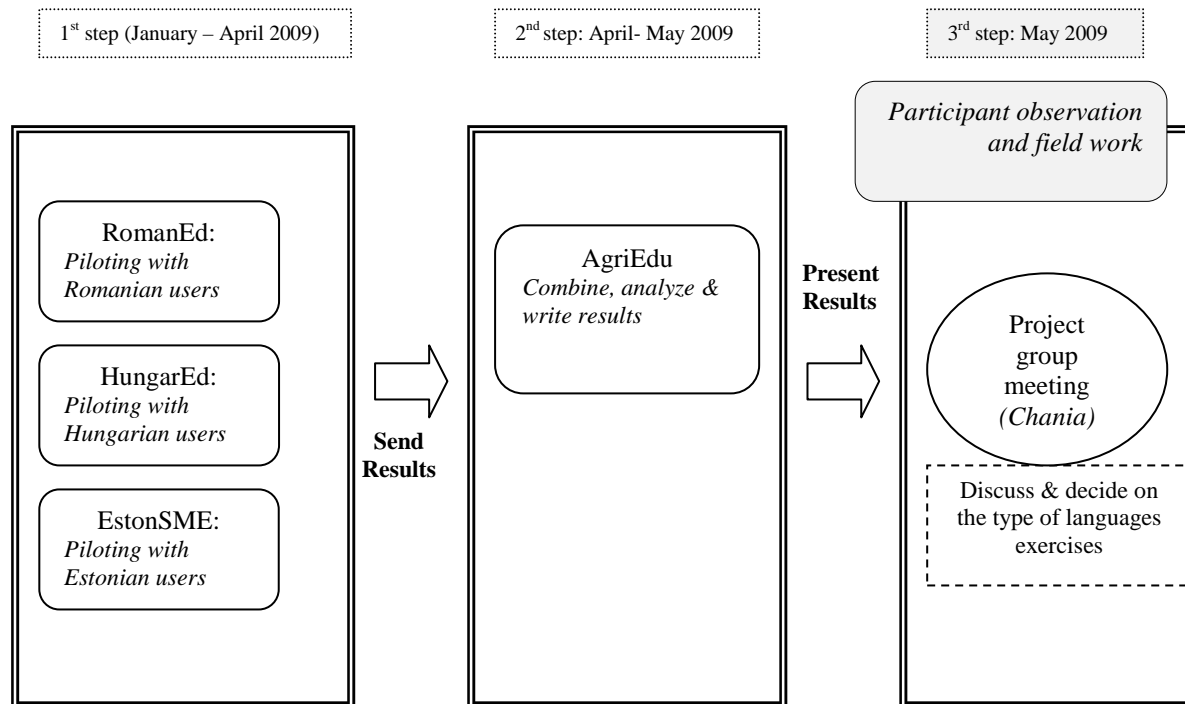 1st step (January – April 2009)
2nd step: April- May 2009
3rd step: May 2009
RomanEd:
Piloting with
Romanian users
HungarEd:
Piloting with
Hungarian users
EstonSME:
Piloting with
Estonian users
Send
Results
AgriEdu
Combine, analyze &
write results
Present
Results
Participant observation
and field work
Project
group
meeting
(Chania)
Discuss & decide on
the type of languages
exercises